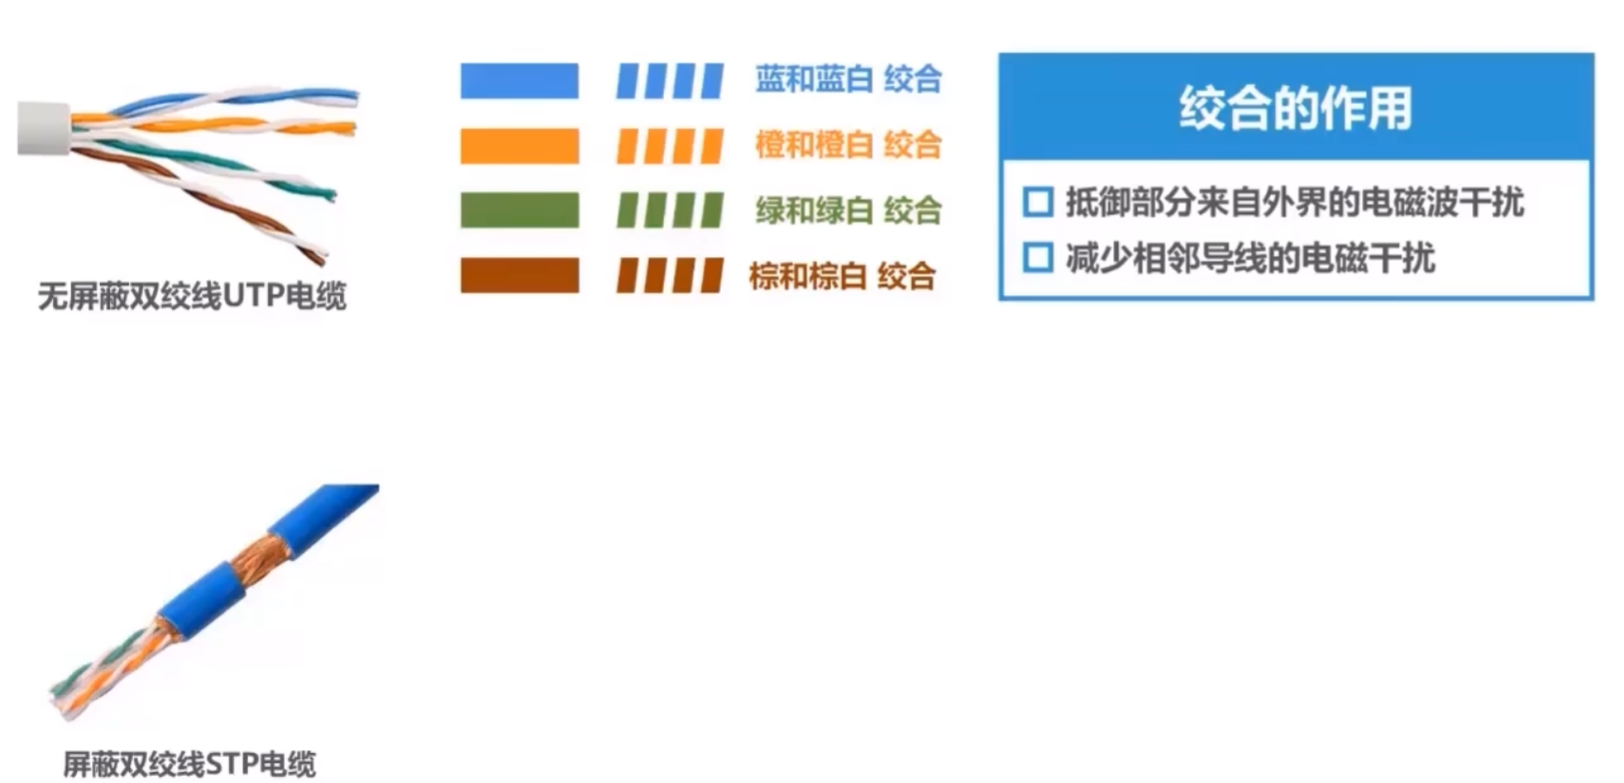 蓝和蓝白 绞合
橙和橙白 绞合
绿和绿白 绞合
棕和棕白 绞合
无屏蔽双绞线UTP电缆
绞合的作用
抵御部分来自外界的电磁波干扰
减少相邻导线的电磁干扰
屏蔽双绞线STP电缆